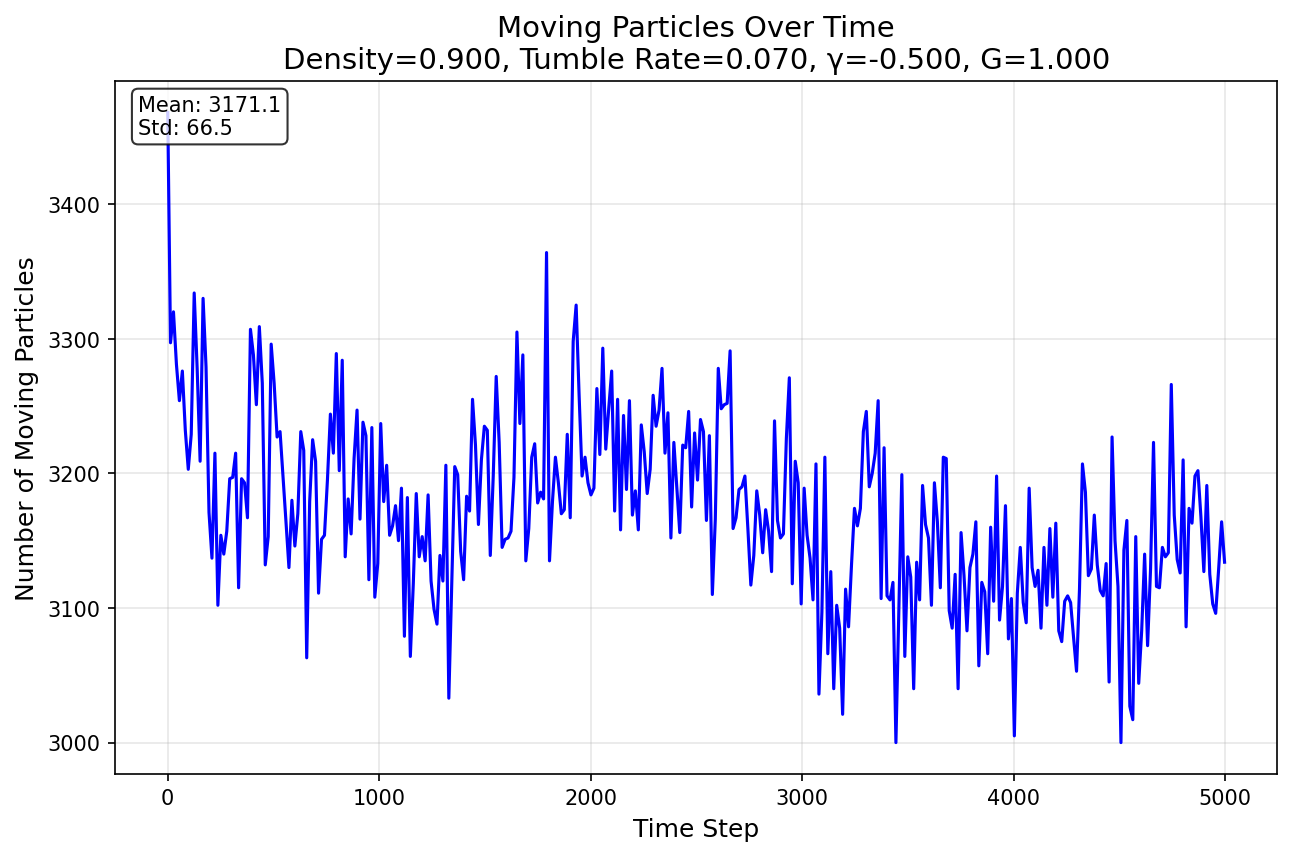 Moving Particles Over Time
Density=0.900, Tumble Rate=0.070, γ=-0.500, G=1.000
Mean: 3171.1
Std: 66.5
Number of Moving Particles
3400
3300
3200
3100
3000
0 1000 2000 3000 4000 5000
Time Step